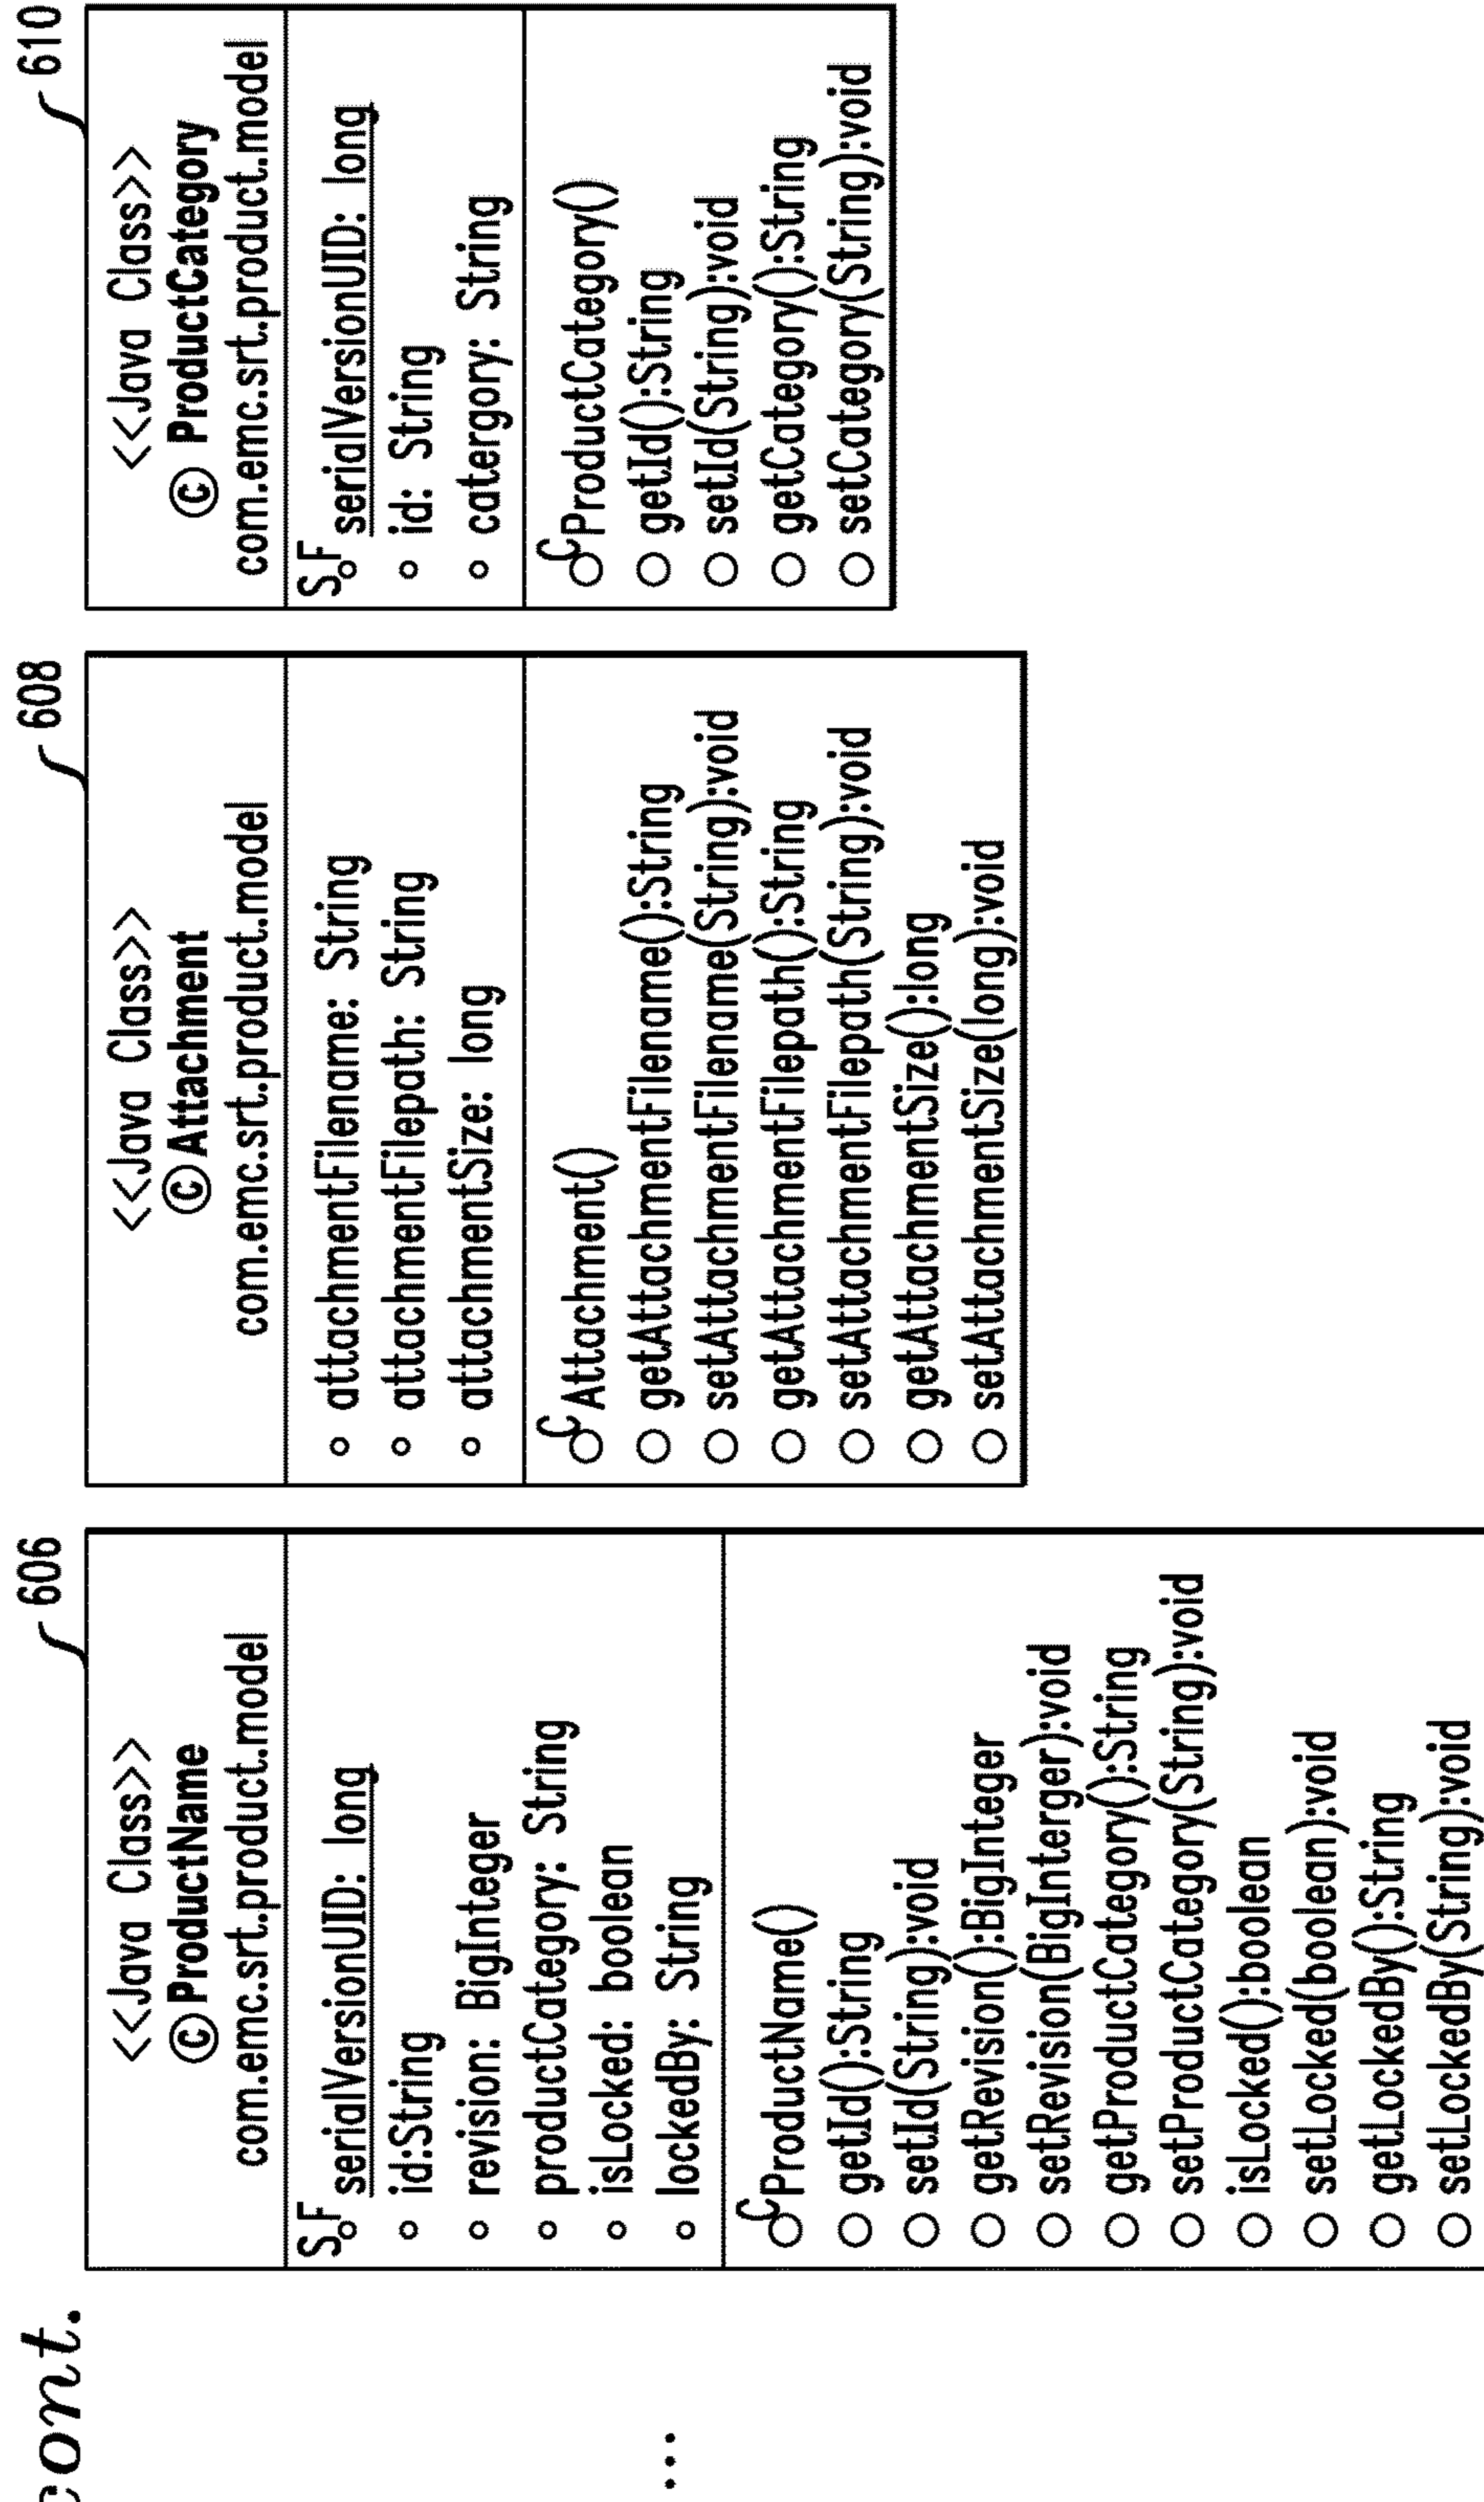 cont.
...
606
<<Java Class>>
© ProductName
com.emc.srt.product.model
SF serialVersionUID: long
id:String
revision: BigInteger
productCategory: String
isLocked: boolean
lockedBy: String
C ProductName()
getId():String
setId(String):void
getRevision():BigInteger
setRevision(BigInterger):void
getProductCategory():String
setProductCategory(String):void
isLocked():boolean
setLocked(boolean):void
getLockedBy():String
setLockedBy(String):void
608
<<Java Class>>
© Attachment
com.emc.srt.product.model
attachmentFilename: String
attachmentFilepath: String
attachmentSize: long
C Attachment()
getAttachmentFilename():String
setAttachmentFilename(String):void
getAttachmentFilepath():String
setAttachmentFilepath(String):void
getAttachmentSize():long
setAttachmentSize(long):void
610
<<Java Class>>
© ProductCategory
com.emc.srt.product.model
SF serialVersionUID: long
id: String
catergory: String
C ProductCategory()
getId():String
setId(String):void
getCategory():String
setCategory(String):void